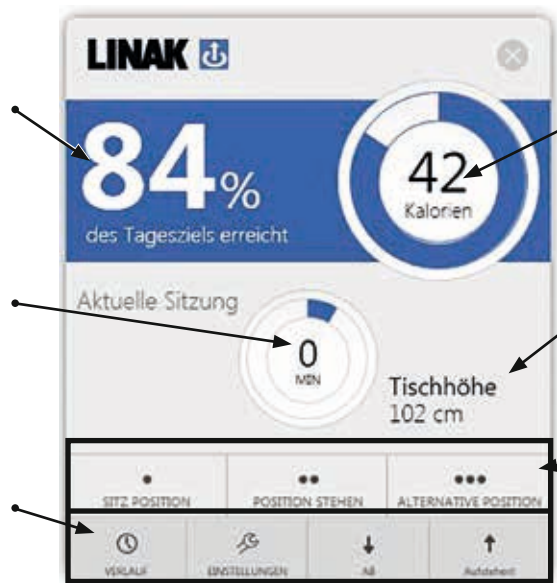 LINAK
84%
des Tagesziels erreicht
42
Kalorien
Aktuelle Sitzung
0
MIN
Tischhöhe
102 cm
SITZ POSITION
POSITION STEHEN
ALTERNATIVE POSITION
VERLAUF
EINSTELLUNGEN
AB
Aufstehen!